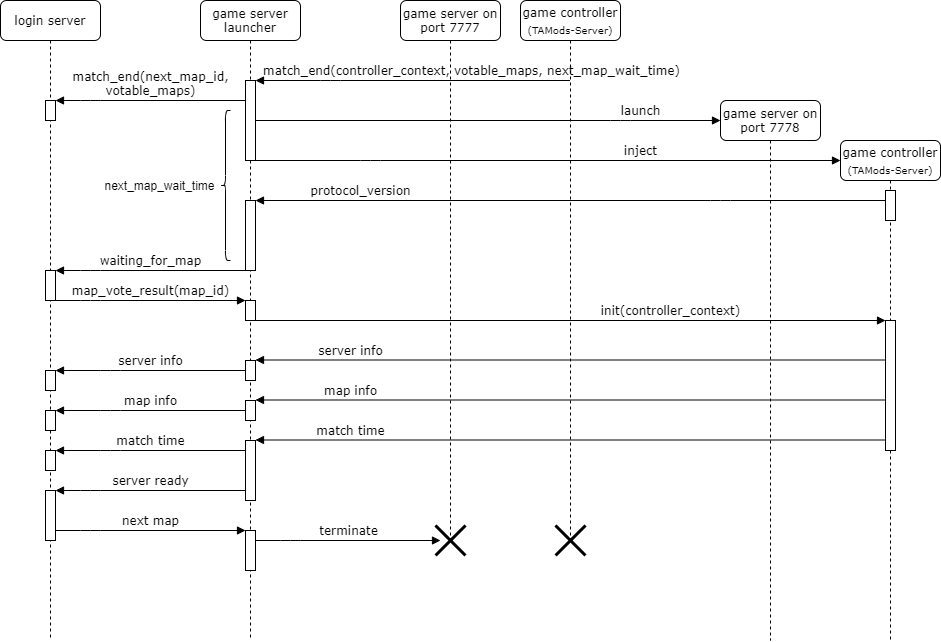 login server
game server
launcher
game server on
port 7777
game controller
(TAMods-Server)
match_end(controller_context, votable_maps, next_map_wait_time)
match_end(next_map_id,
votable_maps)
launch
game server on
port 7778
inject
game controller
(TAMods-Server)
next_map_wait_time
protocol_version
waiting_for_map
map_vote_result(map_id)
init(controller_context)
server info
server info
map info
map info
match time
match time
server ready
next map
terminate